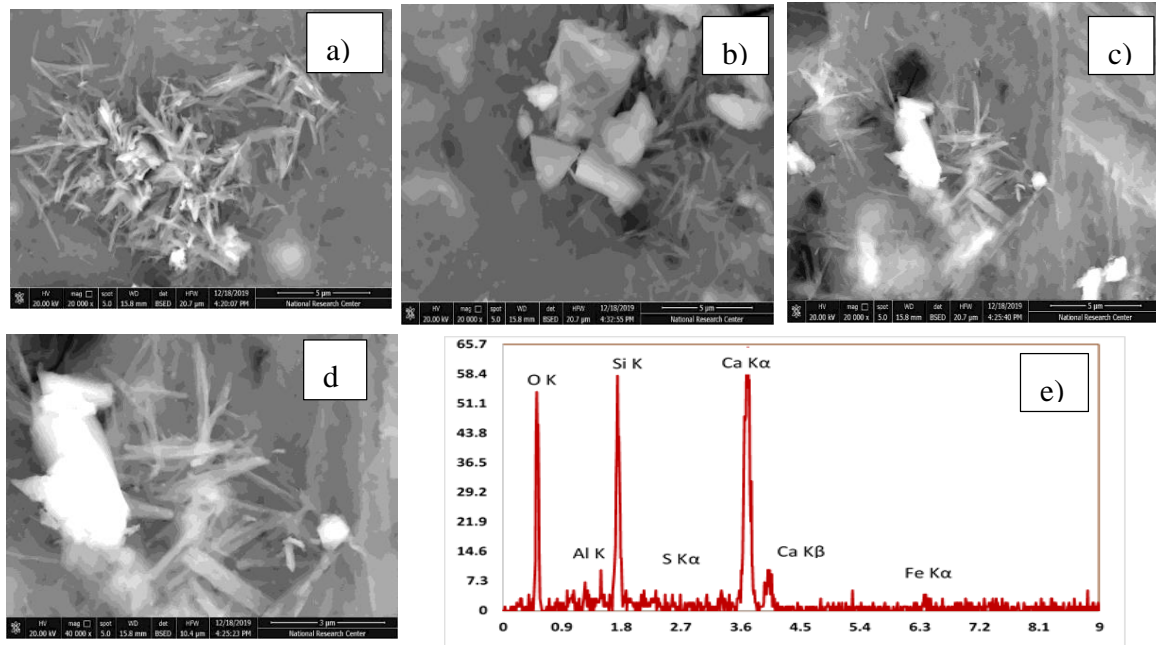 a)
HV mag □ spot WD det HFW 12/18/2019 5 µm
20.00 kV 20 000 x 5.0 15.8 mm BSED 20.7 µm 4:20:07 PM National Research Center
b)
HV mag □ spot WD det HFW 12/18/2019 5 µm
20.00 kV 20 000 x 5.0 15.8 mm BSED 20.7 µm 4:32:55 PM National Research Center
c)
HV mag □ spot WD det HFW 12/18/2019 5 µm
20.00 kV 20 000 x 5.0 15.8 mm BSED 20.7 µm 4:25:40 PM National Research Center
d
HV mag □ spot WD det HFW 12/18/2019 3 µm
20.00 kV 40 000 x 5.0 15.8 mm BSED 10.4 µm 4:25:23 PM National Research Center
e)
65.7
58.4
51.1
43.8
36.5
29.2
21.9
14.6
7.3
0
O K
Si K
Ca Kα
Al K
S Kα
Ca Kβ
Fe Kα
0 0.9 1.8 2.7 3.6 4.5 5.4 6.3 7.2 8.1 9